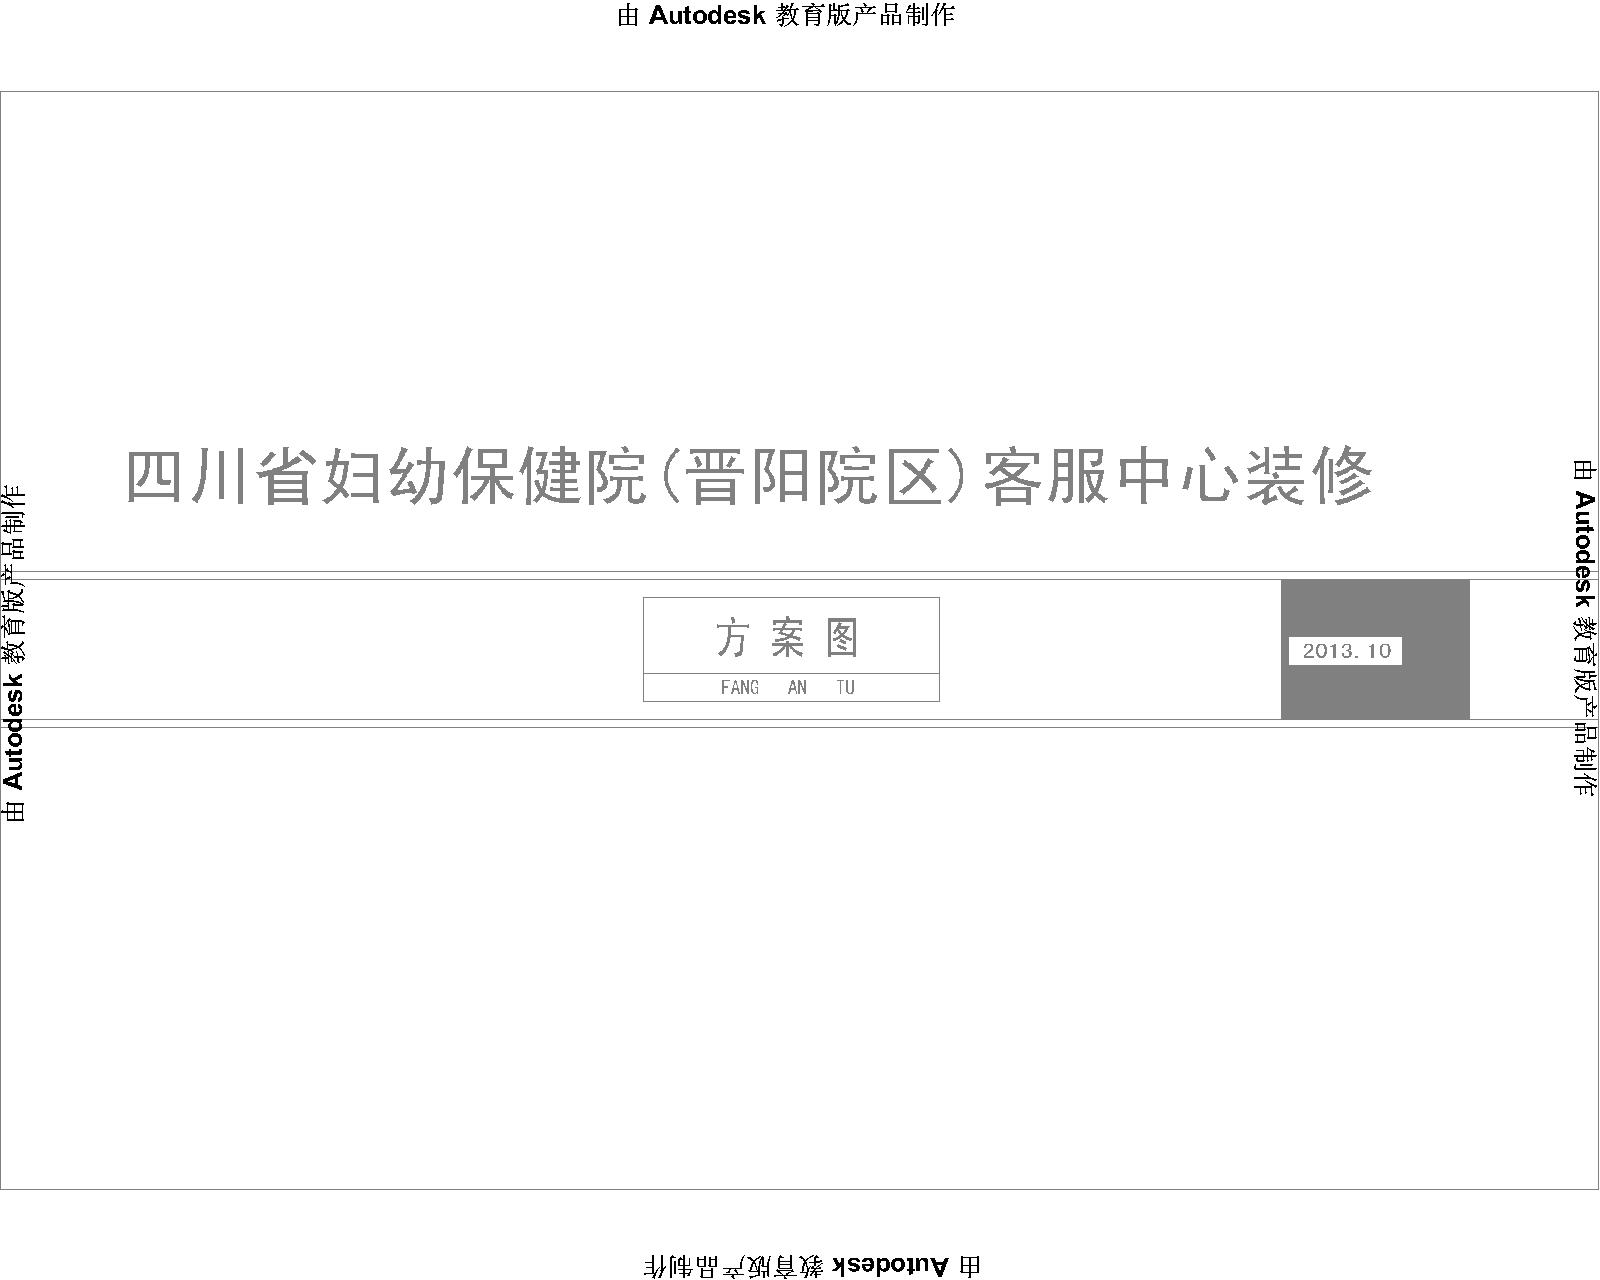 由 Autodesk 教育版产品制作
四川省妇幼保健院(晋阳院区)客服中心装修
由 Autodesk 教育版产品制作
由 Autodesk 教育版产品制作
方案图
FANG AN TU
2013.10
由 Autodesk 教育版产品制作